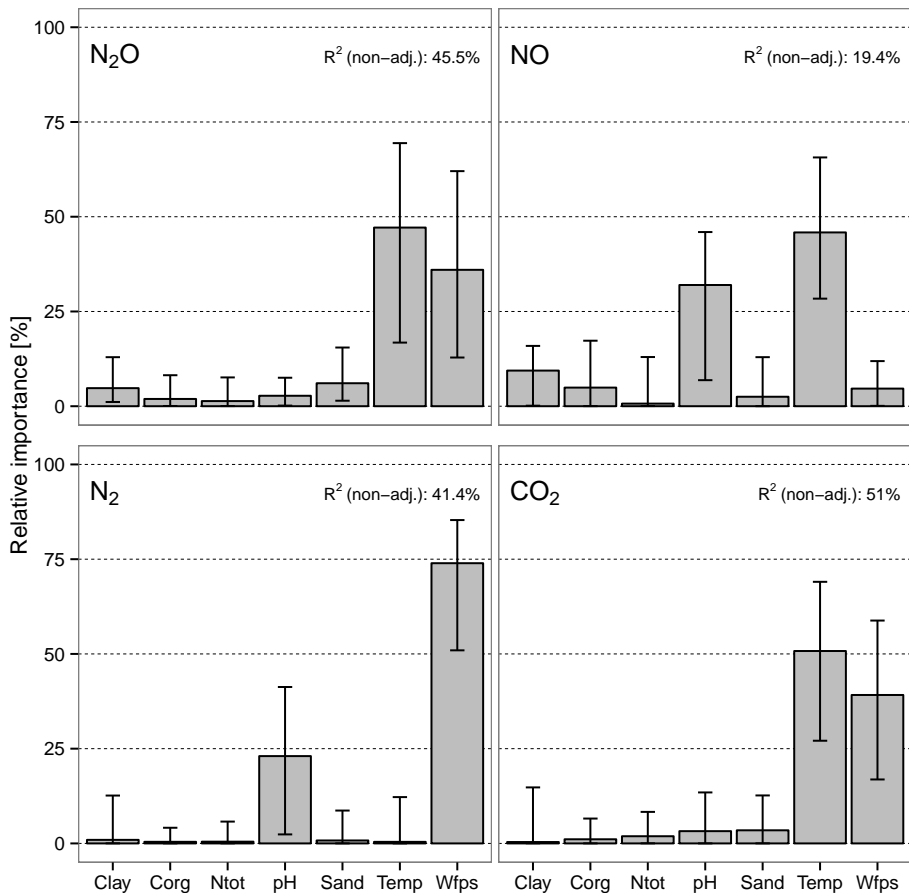 Relative importance [%]
N₂O
R² (non−adj.): 45.5%
NO
R² (non−adj.): 19.4%
100
75
50
25
0
N₂
R² (non−adj.): 41.4%
CO₂
R² (non−adj.): 51%
100
75
50
25
0
Clay Corg Ntot pH Sand Temp Wfps
Clay Corg Ntot pH Sand Temp Wfps